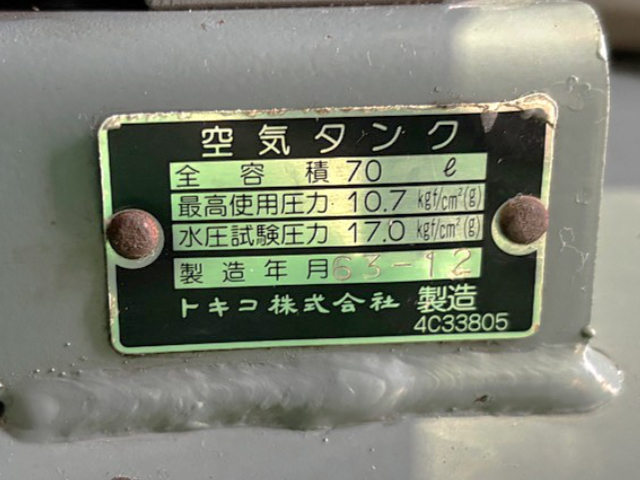 空気タンク
全容積 70 ℓ
最高使用圧力 10.7 kgf/cm²(g)
水圧試験圧力 17.0 kgf/cm²(g)
製造年月 63-12
トキコ株式会社 製造
4C33805